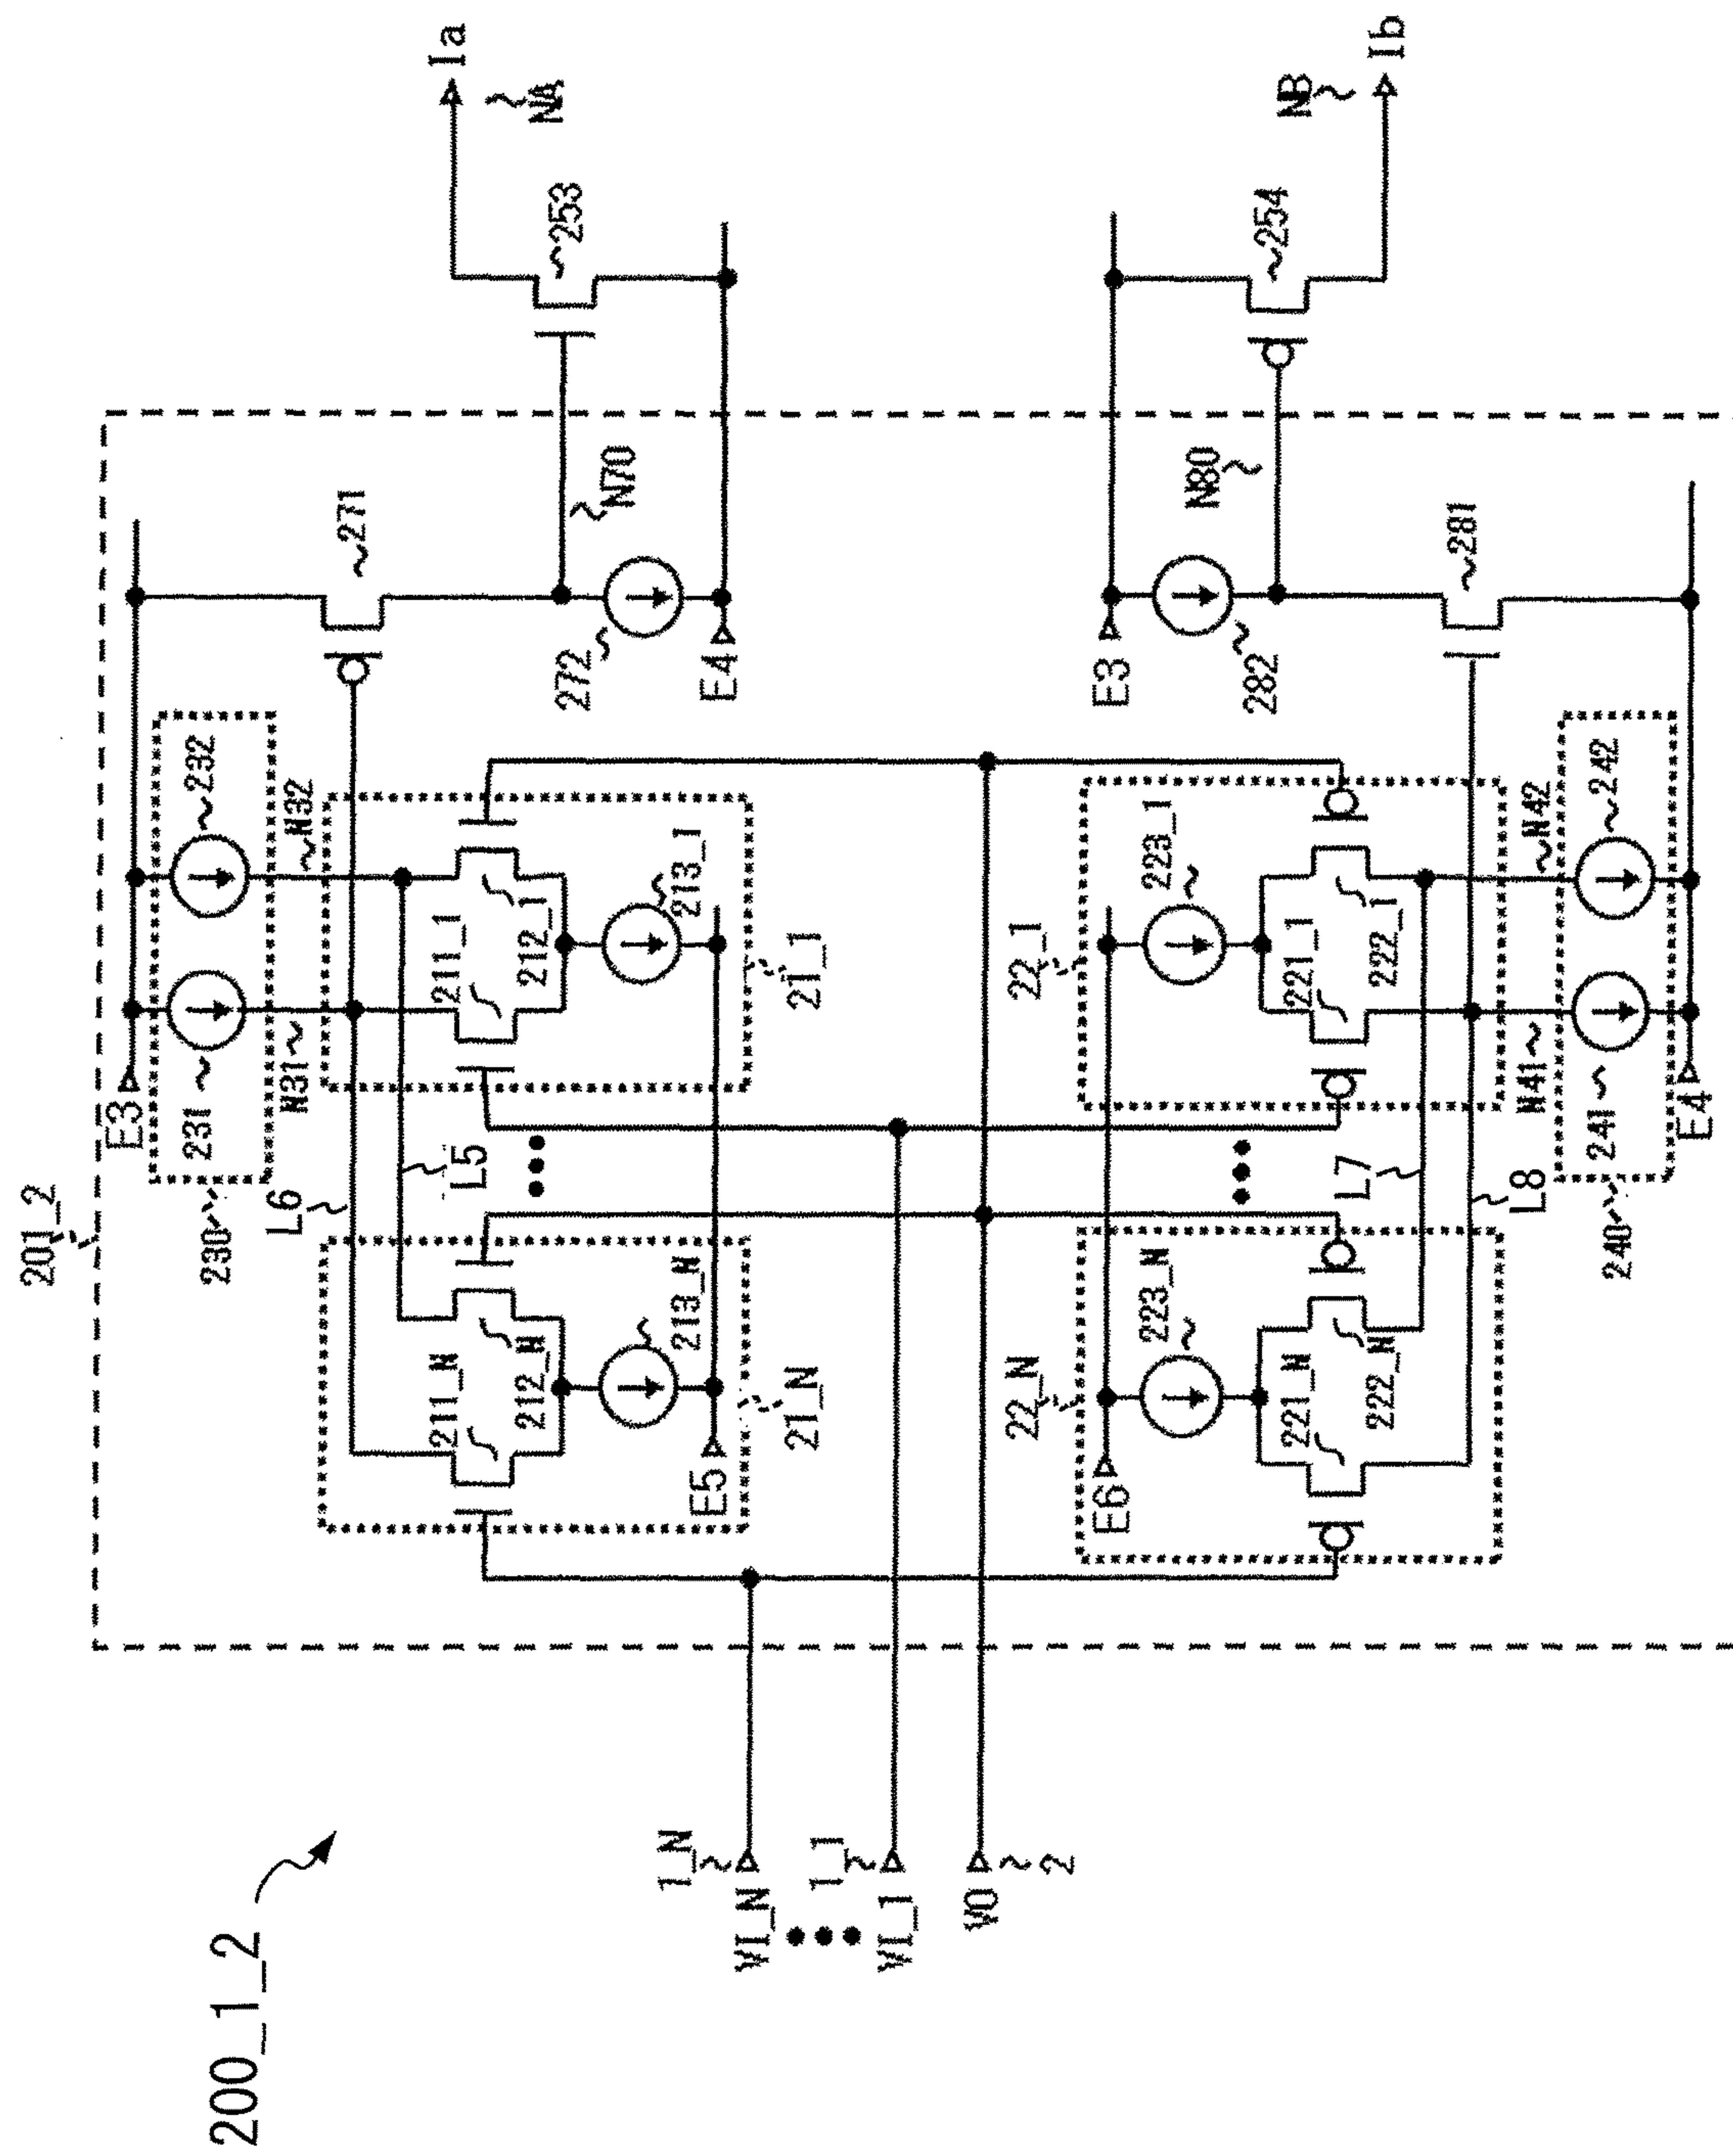 200_1_2
201_2
E3
230
231
232
L6
N31
N32
271
Ia
L5
211_N
211_1
NA
212_N
212_1
272
N70
253
213_N
213_1
E5
E4
21_N
21_1
1_N
VI_N
1_1
VI_1
VO
2
22_N
22_1
E6
E3
223_N
223_1
N80
282
254
NB
221_N
221_1
222_N
222_1
L7
Ib
281
L8
N41
N42
240
241
242
E4